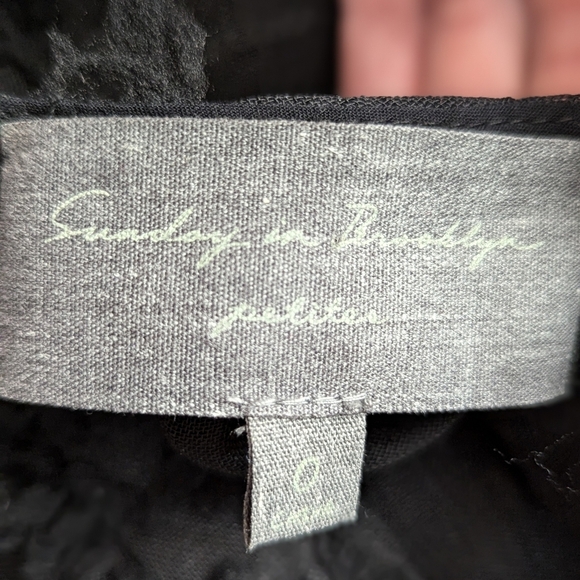 Sunday in Brooklyn
petites
0